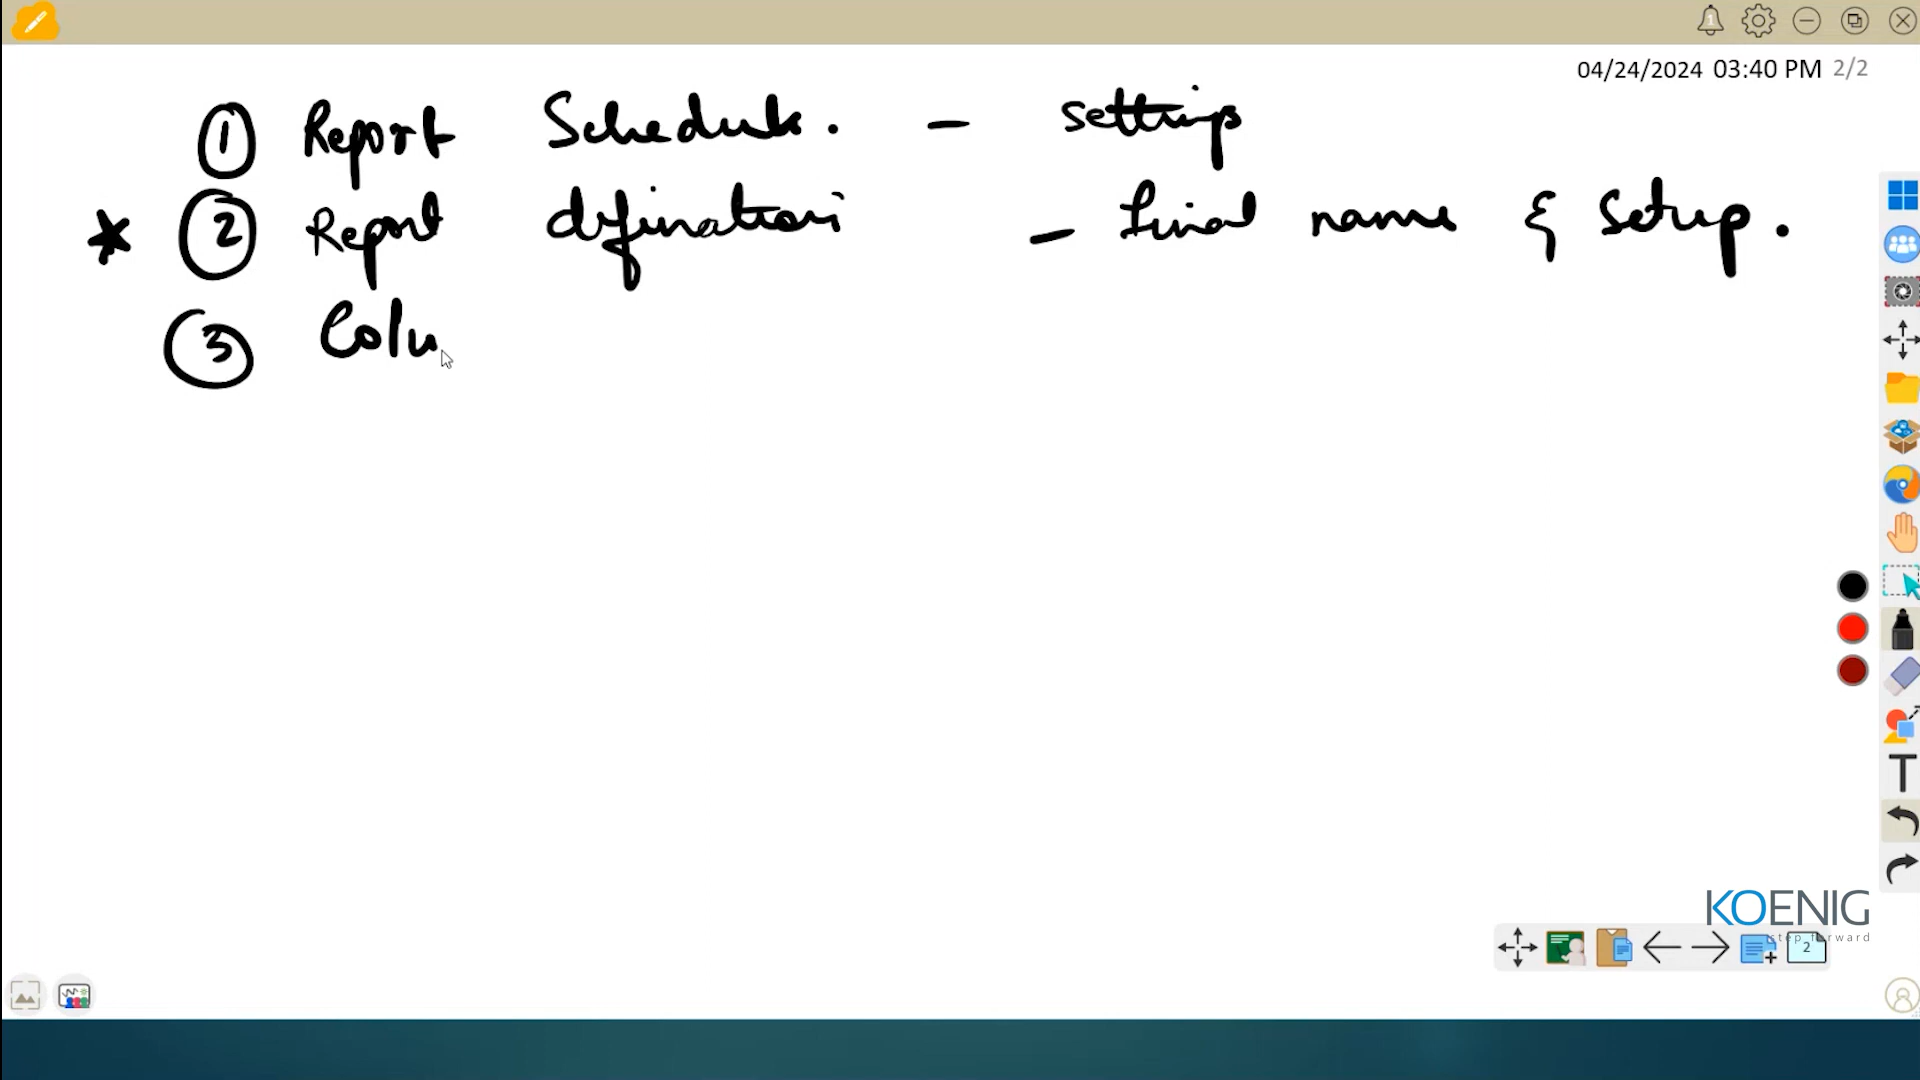 04/24/2024 03:40 PM 2/2
① Report Schedule. - settings
* ② Report defination - Final name & Setup.
③ Colu
KOENIG
step forward
2